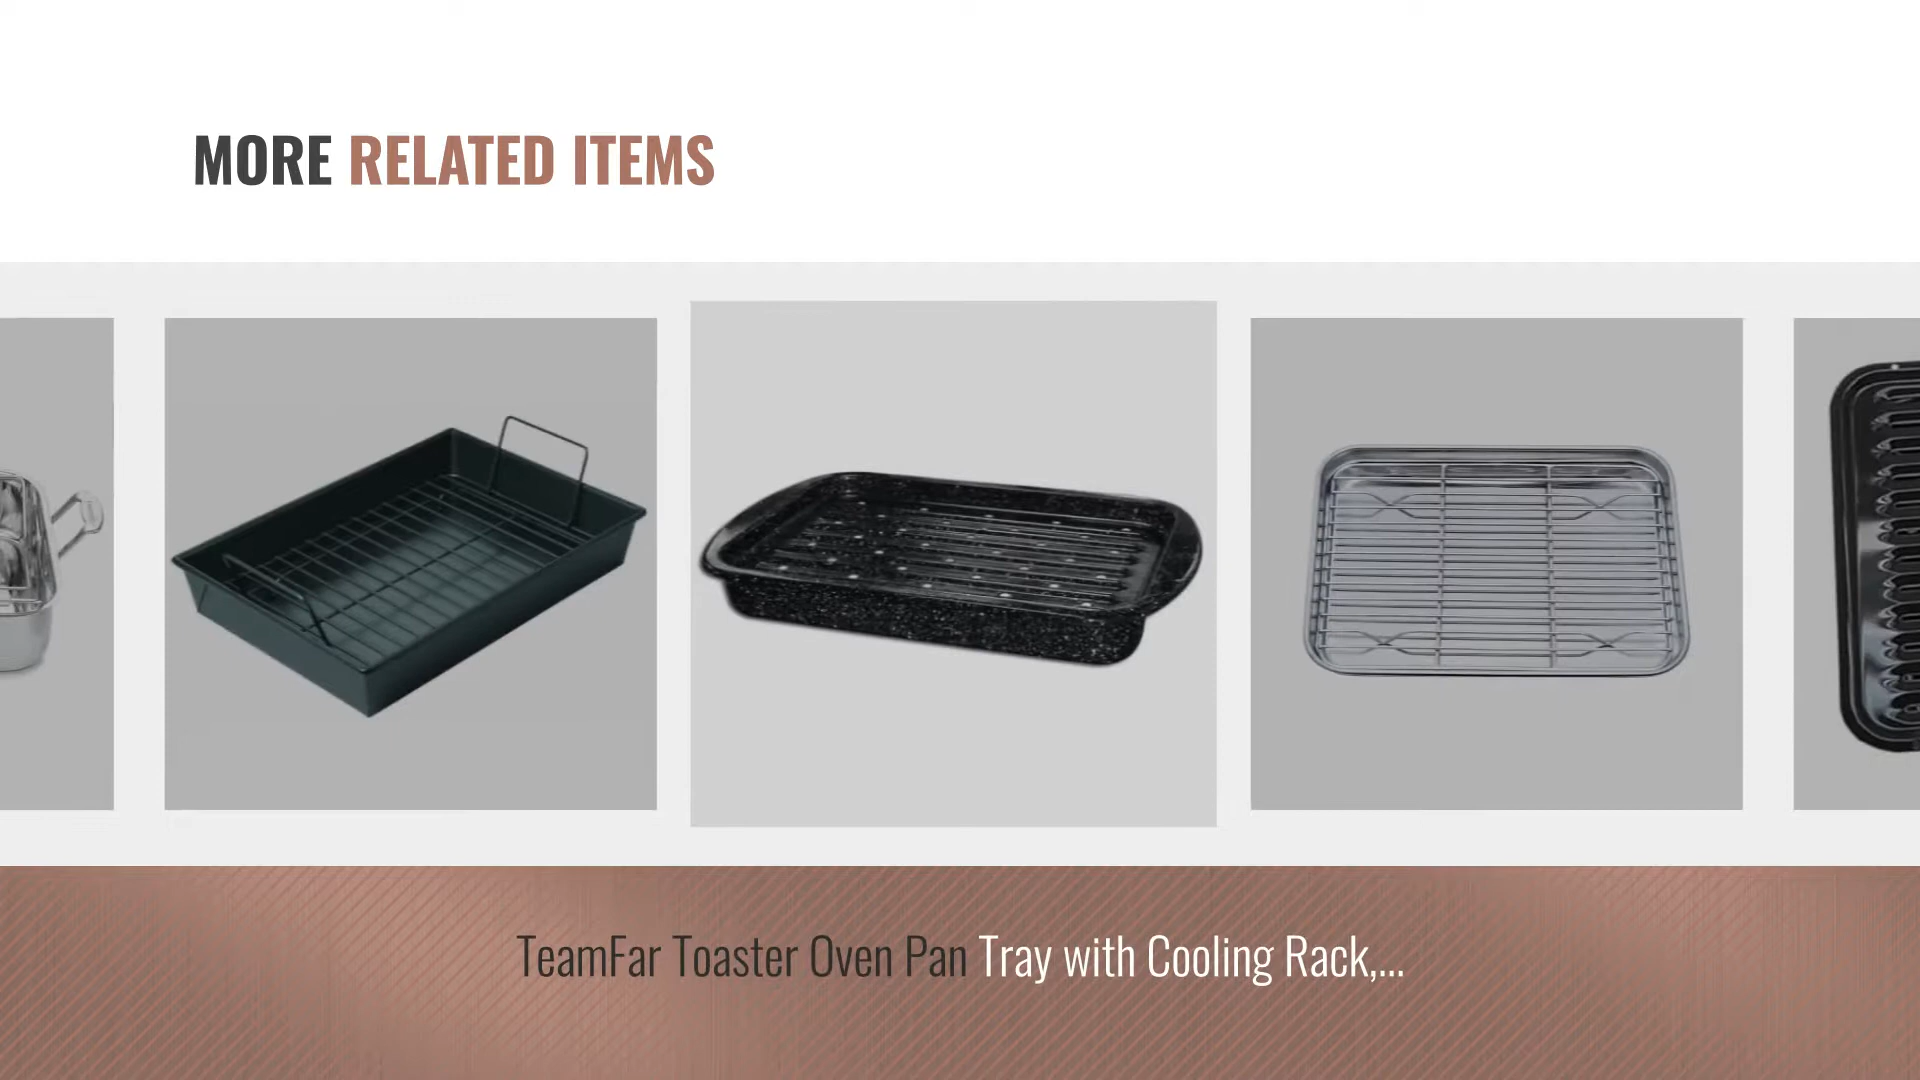 MORE RELATED ITEMS
TeamFar Toaster Oven Pan Tray with Cooling Rack,...